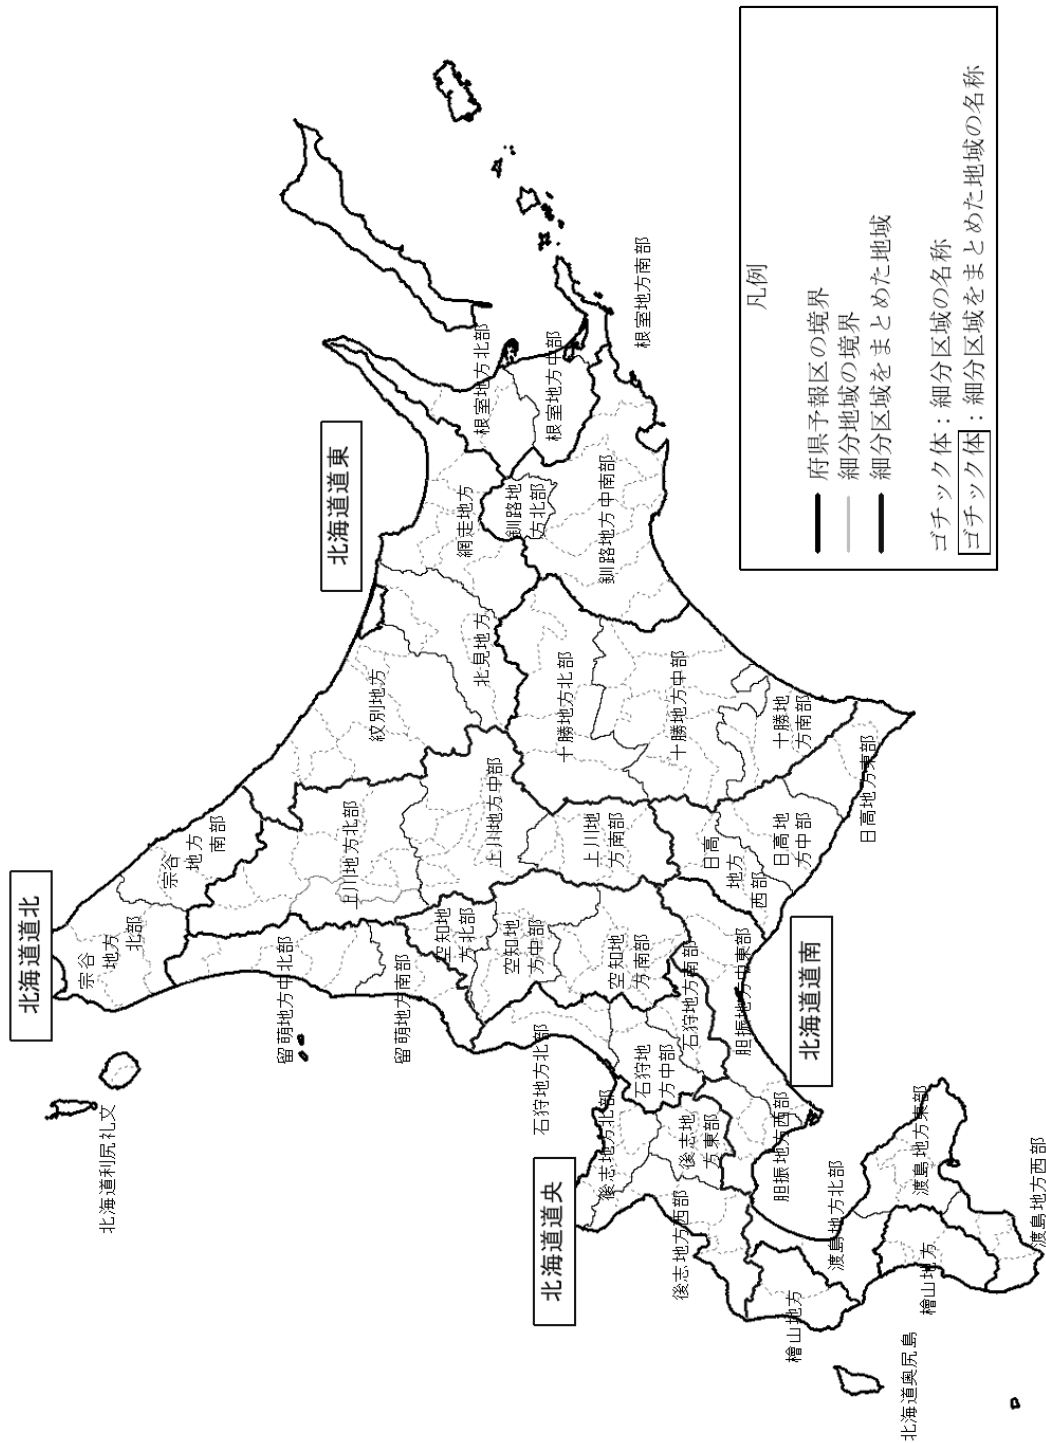 北海道道北
北海道道東
北海道道央
北海道道南
宗谷
地方
北部
宗谷
地方
南部
北海道利尻礼文
留萌地方中北部
留萌地方南部
上川地方北部
上川地方中部
上川地
方南部
空知地
方北部
空知地
方中部
空知地
方南部
石狩地方北部
石狩地
方中部
石狩地方南部
後志地方北部
後志地
方東部
後志地方西部
紋別地方
北見地方
網走地方
根室地方北部
根室地方中部
根室地方南部
釧路地
方北部
釧路地方中南部
十勝地方北部
十勝地方中部
十勝地
方南部
日高
地方
西部
日高地
方中部
日高地方東部
胆振地方中東部
胆振地方西部
渡島地方北部
渡島地方東部
渡島地方西部
檜山地方
檜山地方
北海道奥尻島
凡例
府県予報区の境界
細分地域の境界
細分区域をまとめた地域
ゴチック体：細分区域の名称
ゴチック体：細分区域をまとめた地域の名称